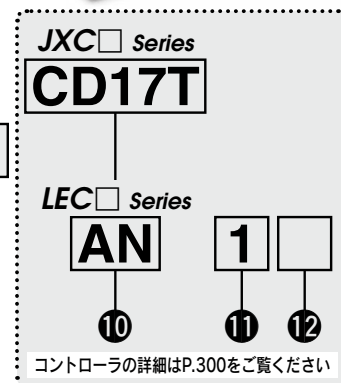 JXC□ Series
CD17T
LEC□ Series
AN 1
⑩ ⑪ ⑫
コントローラの詳細はP.300をご覧ください